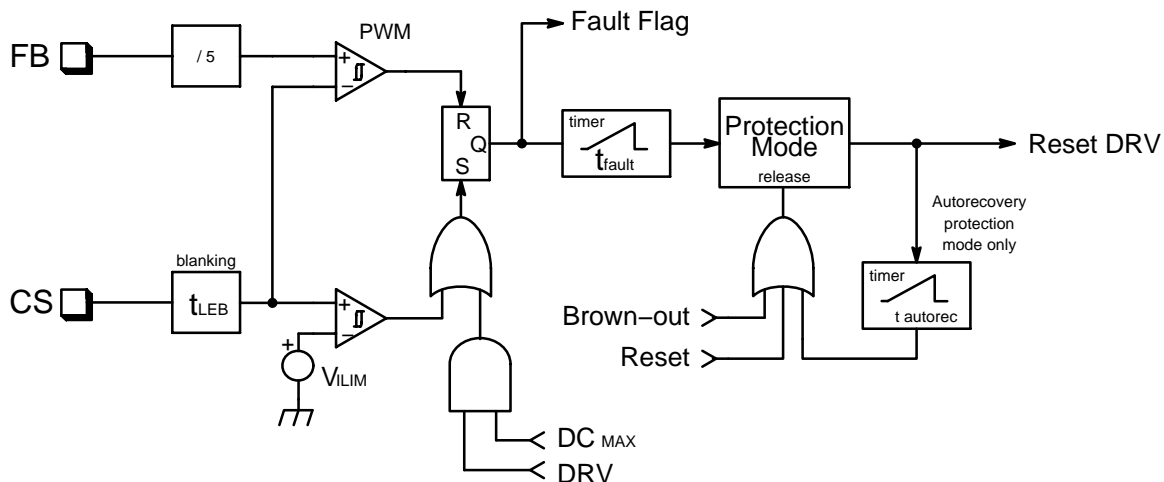 Fault Flag
PWM
FB
/ 5
+
−
R
Q
S
timer
tfault
Protection
Mode
release
Reset DRV
Autorecovery
protection
mode only
blanking
tLEB
CS
+
−
+
VILIM
timer
t autorec
Brown−out
Reset
DC MAX
DRV